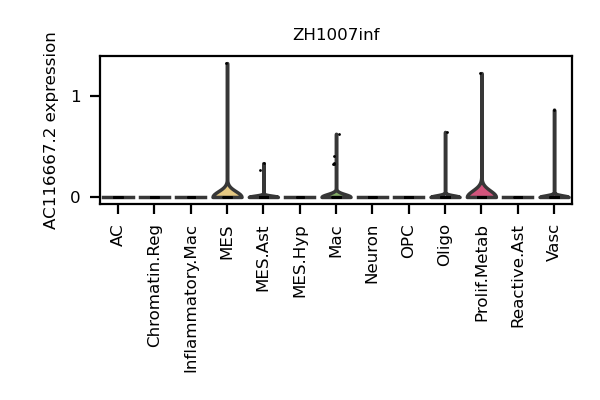 ZH1007inf
AC116667.2 expression
1
0
AC
Chromatin.Reg
Inflammatory.Mac
MES
MES.Ast
MES.Hyp
Mac
Neuron
OPC
Oligo
Prolif.Metab
Reactive.Ast
Vasc